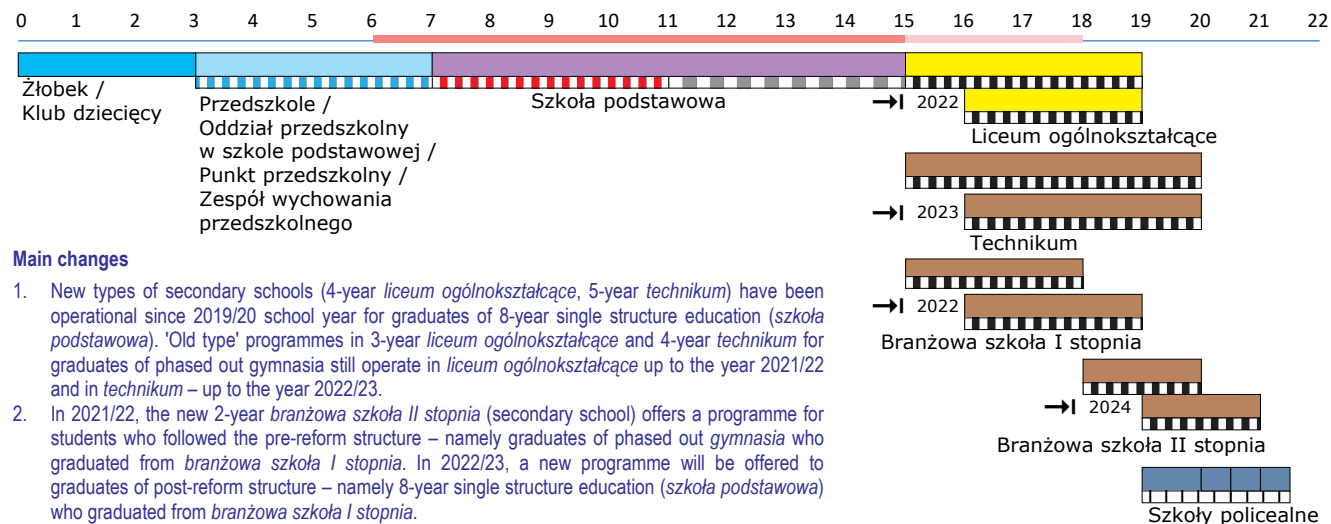 0 1 2 3 4 5 6 7 8 9 10 11 12 13 14 15 16 17 18 19 20 21 22
Żłobek /
Klub dziecięcy
Przedszkole /
Oddział przedszkolny
w szkole podstawowej /
Punkt przedszkolny /
Zespół wychowania
przedszkolnego
Szkoła podstawowa
2022
Liceum ogólnokształcące
2023
Technikum
2022
Branżowa szkoła I stopnia
2024
Branżowa szkoła II stopnia
Szkoły policealne
Main changes
1. New types of secondary schools (4-year liceum ogólnokształcące, 5-year technikum) have been
operational since 2019/20 school year for graduates of 8-year single structure education (szkoła
podstawowa). 'Old type' programmes in 3-year liceum ogólnokształcące and 4-year technikum for
graduates of phased out gymnasia still operate in liceum ogólnokształcące up to the year 2021/22
and in technikum – up to the year 2022/23.
2. In 2021/22, the new 2-year branżowa szkoła II stopnia (secondary school) offers a programme for
students who followed the pre-reform structure – namely graduates of phased out gymnasia who
graduated from branżowa szkoła I stopnia. In 2022/23, a new programme will be offered to
graduates of post-reform structure – namely 8-year single structure education (szkoła podstawowa)
who graduated from branżowa szkoła I stopnia.